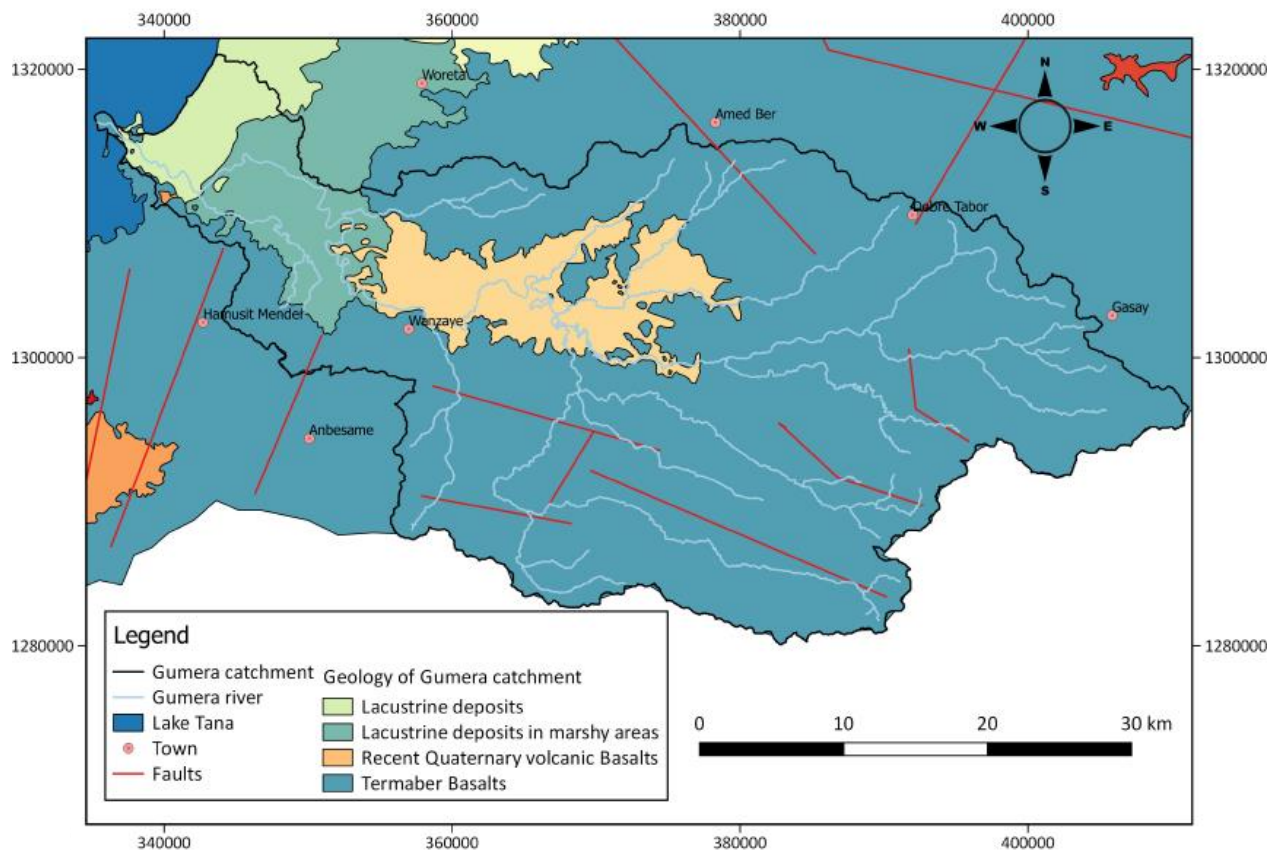 340000 360000 380000 400000
1320000 1320000
Woreta
N
Amed Ber
W E
S
Debre Tabor
Hamusit Mendel
Wanzaye
Gasay
1300000 1300000
Anbesame
Legend
Gumera catchment
Gumera river
Lake Tana
Town
Faults
Geology of Gumera catchment
Lacustrine deposits
Lacustrine deposits in marshy areas
Recent Quaternary volcanic Basalts
Termaber Basalts
1280000 1280000
0 10 20 30 km
340000 360000 380000 400000